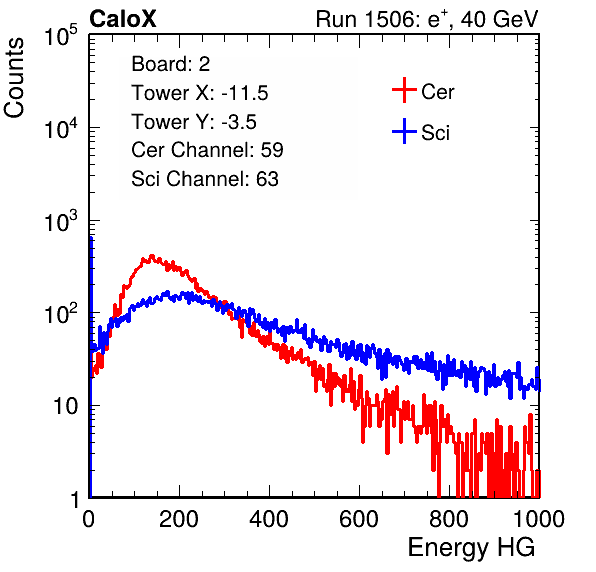 CaloX Run 1506: e⁺, 40 GeV
Counts
10⁵
10⁴
10³
10²
10
1
Board: 2
Tower X: -11.5
Tower Y: -3.5
Cer Channel: 59
Sci Channel: 63
Cer
Sci
0 200 400 600 800 1000
Energy HG